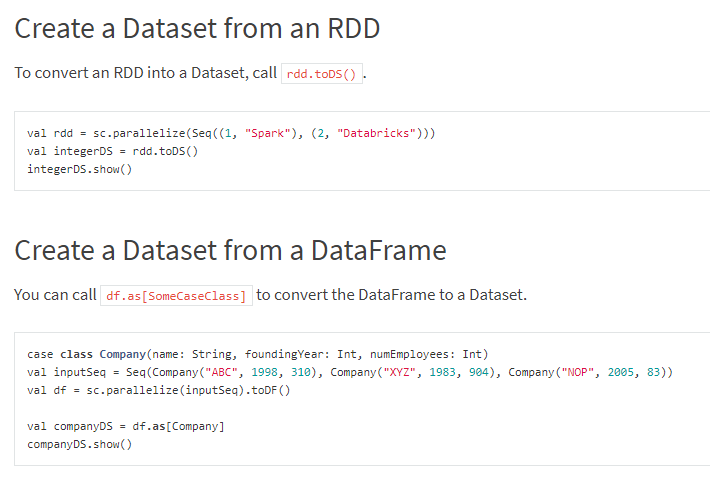 Create a Dataset from an RDD
To convert an RDD into a Dataset, call rdd.toDS().
val rdd = sc.parallelize(Seq((1, "Spark"), (2, "Databricks")))
val integerDS = rdd.toDS()
integerDS.show()
Create a Dataset from a DataFrame
You can call df.as[SomeCaseClass] to convert the DataFrame to a Dataset.
case class Company(name: String, foundingYear: Int, numEmployees: Int)
val inputSeq = Seq(Company("ABC", 1998, 310), Company("XYZ", 1983, 904), Company("NOP", 2005, 83))
val df = sc.parallelize(inputSeq).toDF()
val companyDS = df.as[Company]
companyDS.show()